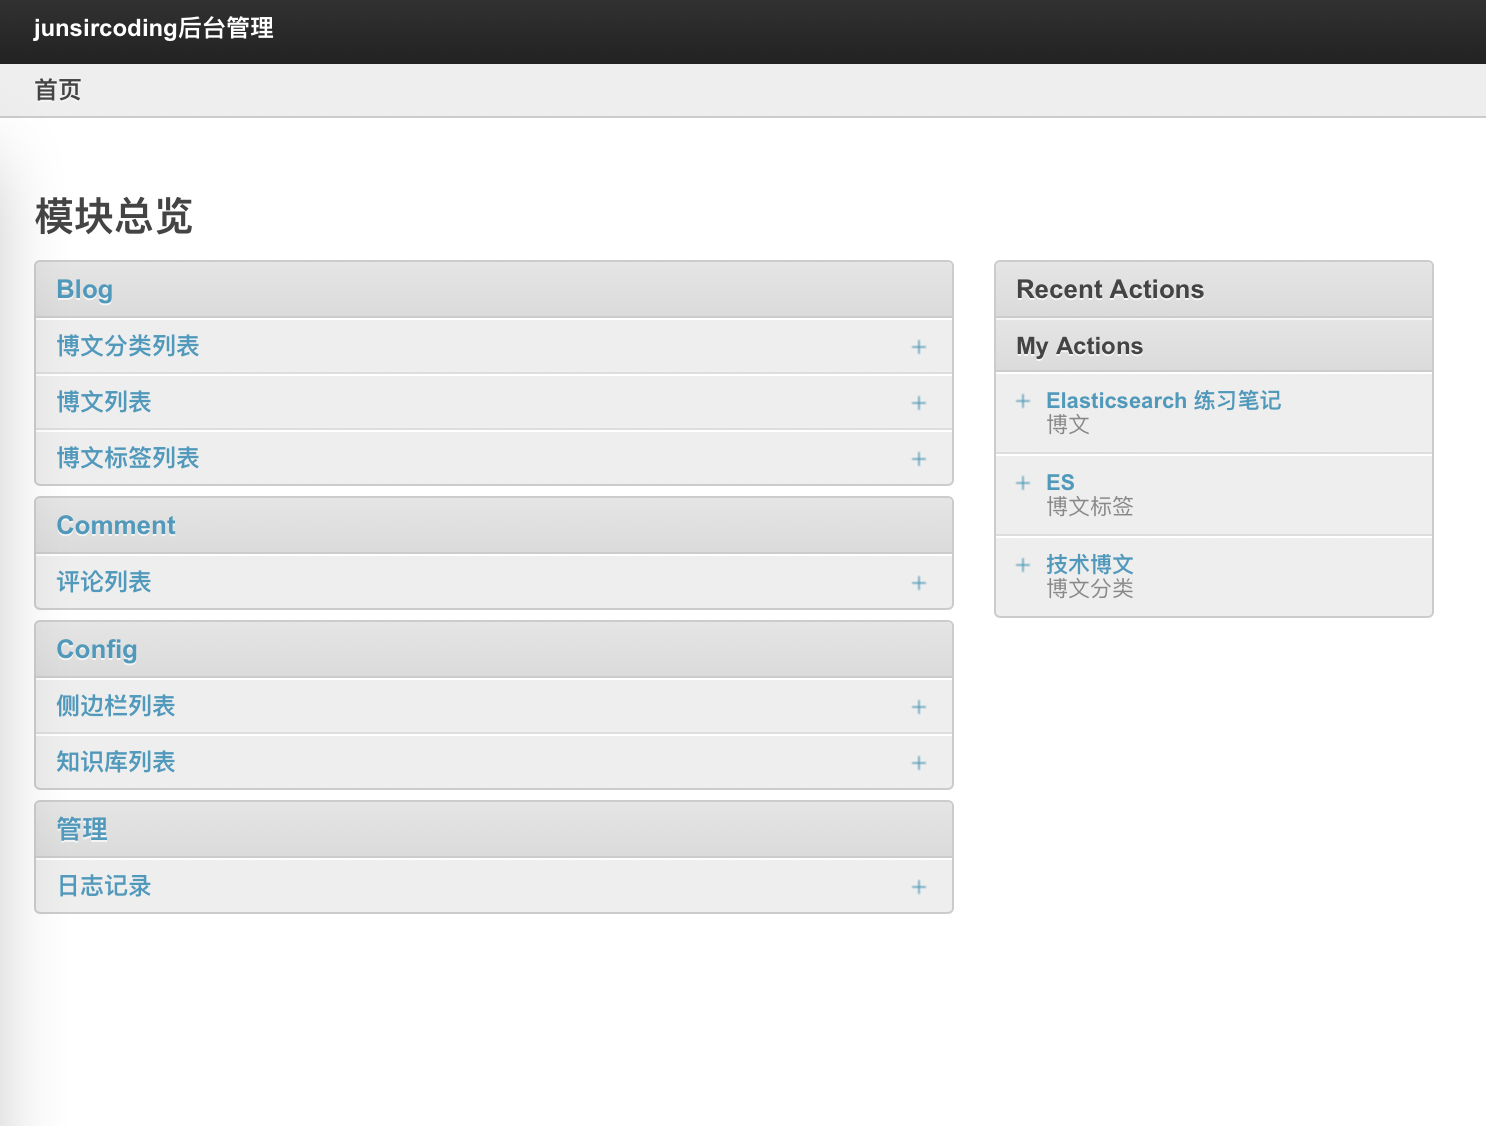 junsircoding后台管理
首页
模块总览
Blog
博文分类列表
博文列表
博文标签列表
Comment
评论列表
Config
侧边栏列表
知识库列表
管理
日志记录
Recent Actions
My Actions
Elasticsearch 练习笔记
博文
ES
博文标签
技术博文
博文分类